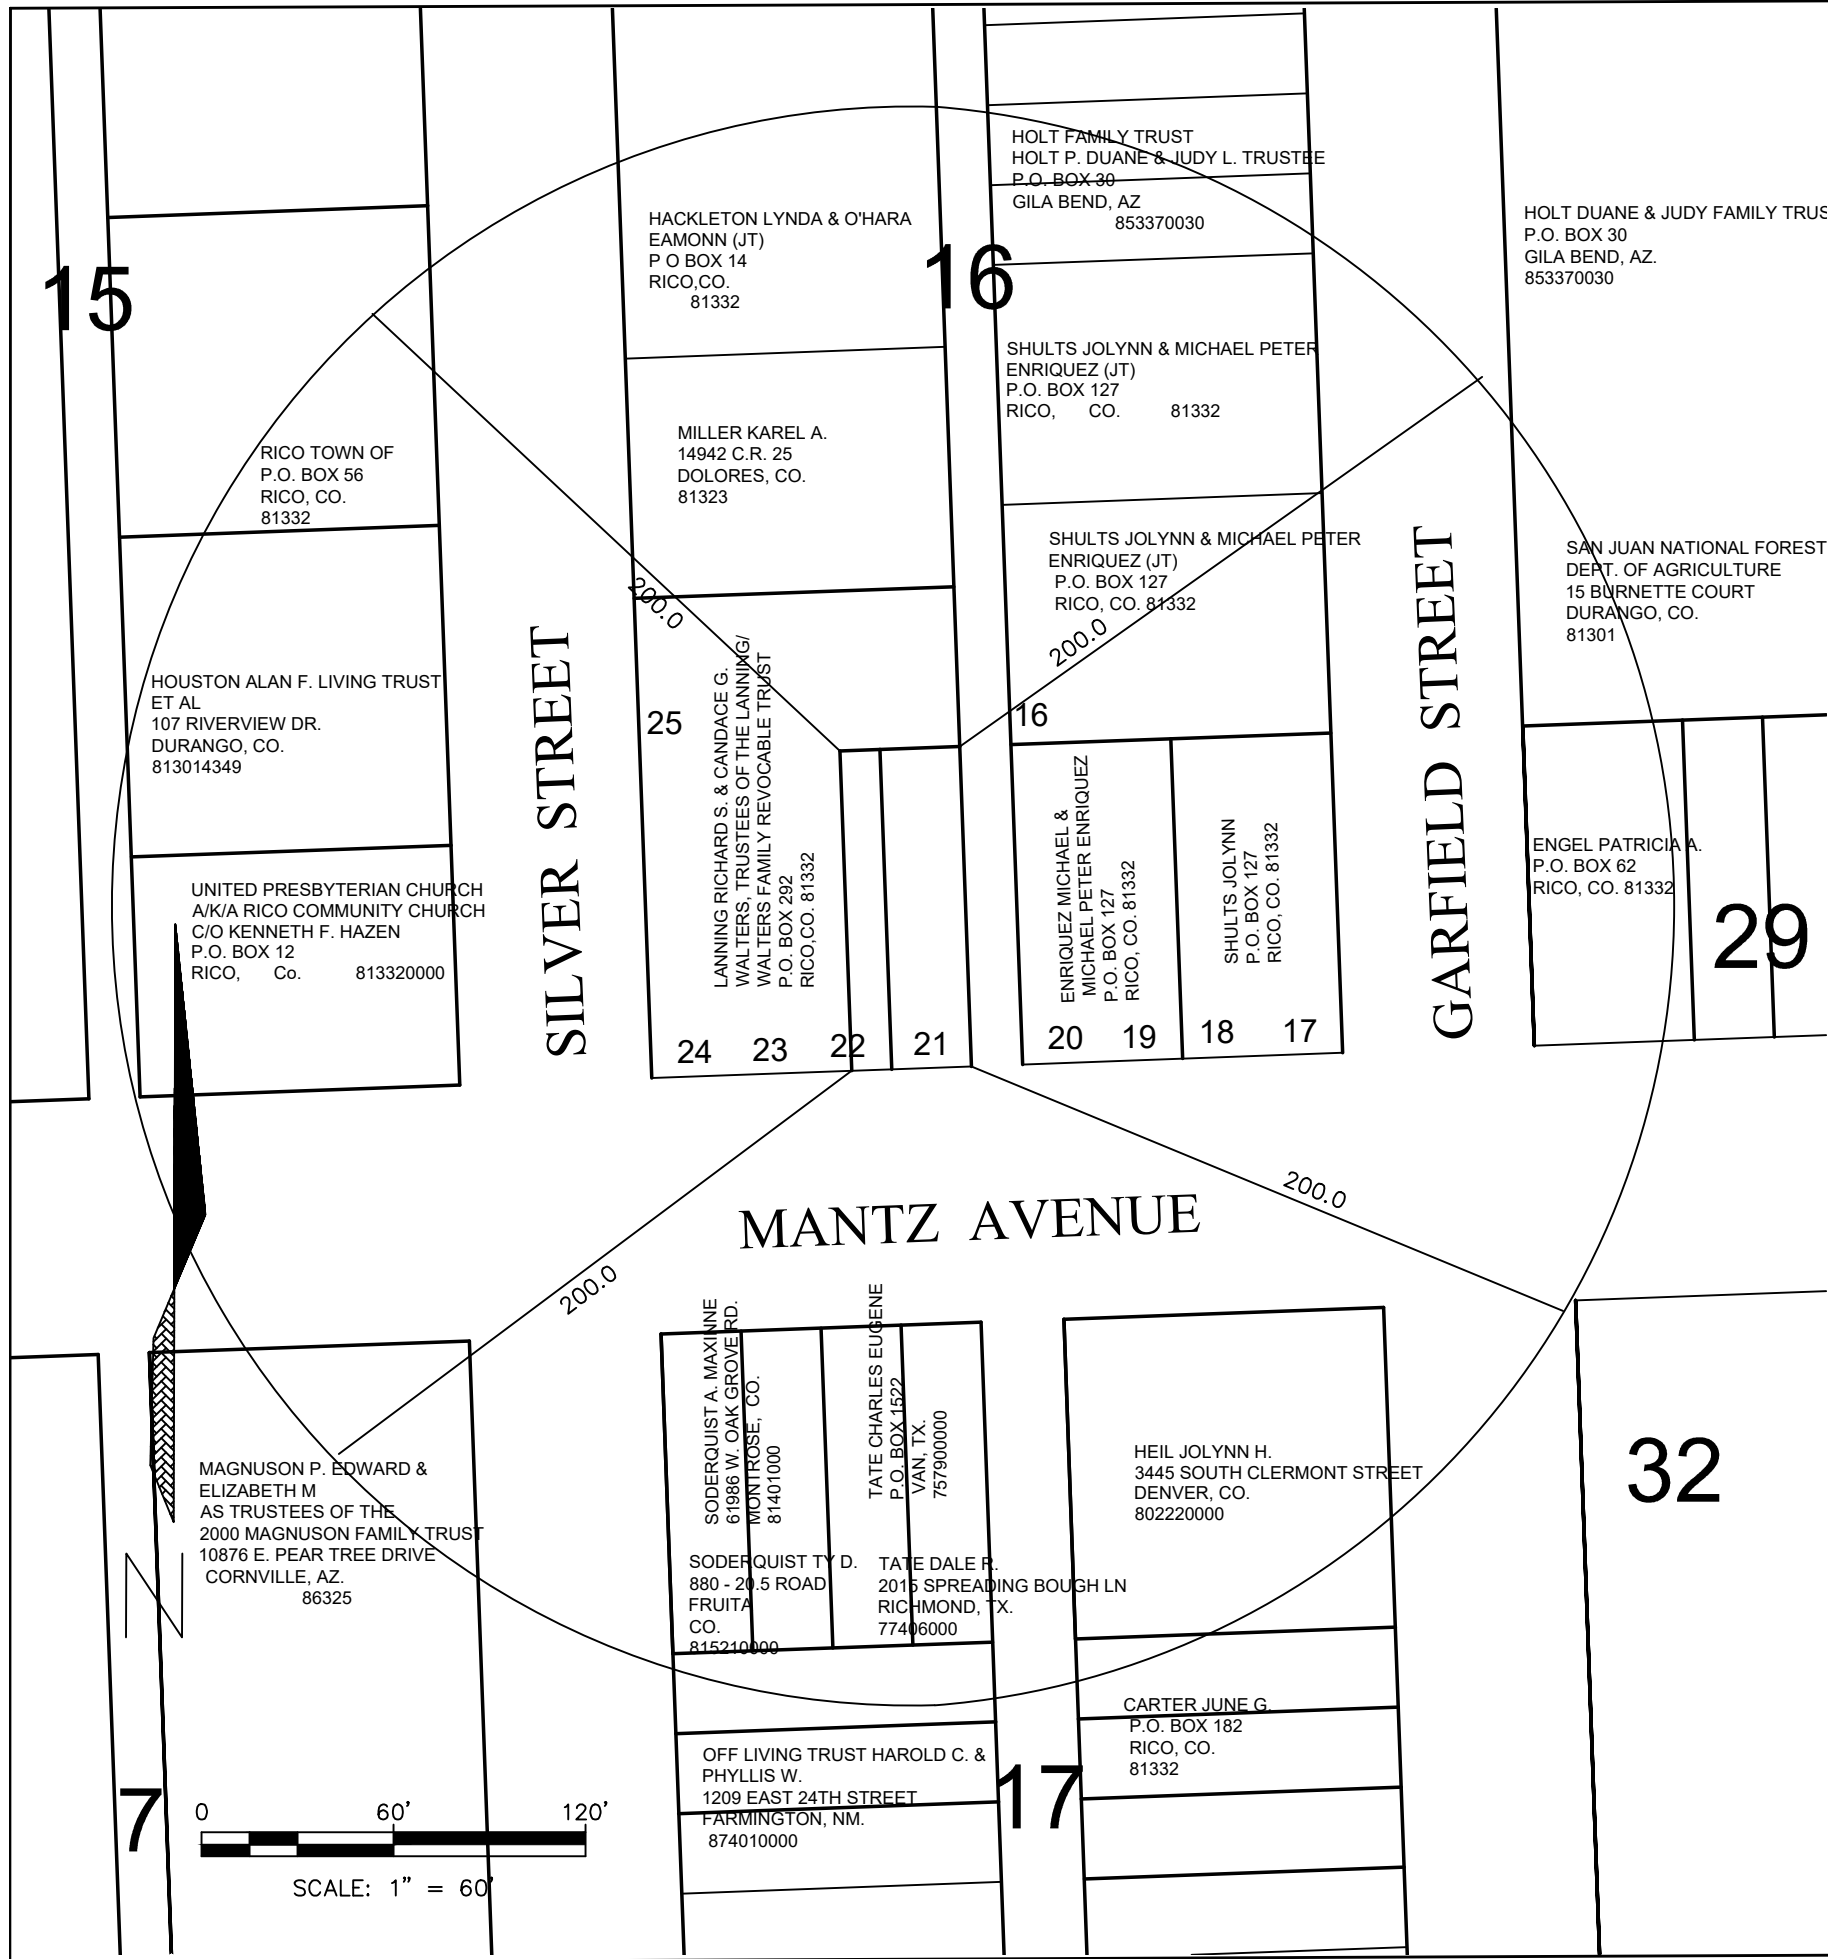 HOLT FAMILY TRUST
HOLT P. DUANE & JUDY L. TRUSTEE
P.O. BOX 30
GILA BEND, AZ
853370030
HOLT DUANE & JUDY FAMILY TRUS
P.O. BOX 30
GILA BEND, AZ.
853370030
HACKLETON LYNDA & O'HARA
EAMONN (JT)
P O BOX 14
RICO,CO.
81332
15
16
SHULTS JOLYNN & MICHAEL PETER
ENRIQUEZ (JT)
P.O. BOX 127
RICO, CO. 81332
MILLER KAREL A.
14942 C.R. 25
DOLORES, CO.
81323
RICO TOWN OF
P.O. BOX 56
RICO, CO.
81332
SHULTS JOLYNN & MICHAEL PETER
ENRIQUEZ (JT)
P.O. BOX 127
RICO, CO. 81332
SAN JUAN NATIONAL FOREST
DEPT. OF AGRICULTURE
15 BURNETTE COURT
DURANGO, CO.
81301
200.0
200.0
HOUSTON ALAN F. LIVING TRUST
ET AL
107 RIVERVIEW DR.
DURANGO, CO.
813014349
SILVER STREET
25
16
GARFIELD STREET
LANNING RICHARD S. & CANDACE G.
WALTERS, TRUSTEES OF THE LANNING/
WALTERS FAMILY REVOCABLE TRUST
P.O. BOX 292
RICO,CO. 81332
ENRIQUEZ MICHAEL &
MICHAEL PETER ENRIQUEZ
P.O. BOX 127
RICO, CO. 81332
SHULTS JOLYNN
P.O. BOX 127
RICO, CO. 81332
ENGEL PATRICIA A.
P.O. BOX 62
RICO, CO. 81332
29
UNITED PRESBYTERIAN CHURCH
A/K/A RICO COMMUNITY CHURCH
C/O KENNETH F. HAZEN
P.O. BOX 12
RICO, Co. 813320000
24 23 22 21 20 19 18 17
200.0
MANTZ AVENUE
200.0
SODERQUIST A. MAXINNE
61986 W. OAK GROVE RD.
MONTROSE, CO.
81401000
TATE CHARLES EUGENE
P.O. BOX 1522
VAN, TX.
757900000
HEIL JOLYNN H.
3445 SOUTH CLERMONT STREET
DENVER, CO.
802220000
32
MAGNUSON P. EDWARD &
ELIZABETH M
AS TRUSTEES OF THE
2000 MAGNUSON FAMILY TRUST
10876 E. PEAR TREE DRIVE
CORNVILLE, AZ.
86325
N
SODERQUIST TY D.
880 - 20.5 ROAD
FRUITA
CO.
815210000
TATE DALE R.
2015 SPREADING BOUGH LN
RICHMOND, TX.
77406000
CARTER JUNE G.
P.O. BOX 182
RICO, CO.
81332
OFF LIVING TRUST HAROLD C. &
PHYLLIS W.
1209 EAST 24TH STREET
FARMINGTON, NM.
874010000
17
7
0 60' 120'
SCALE: 1" = 60'